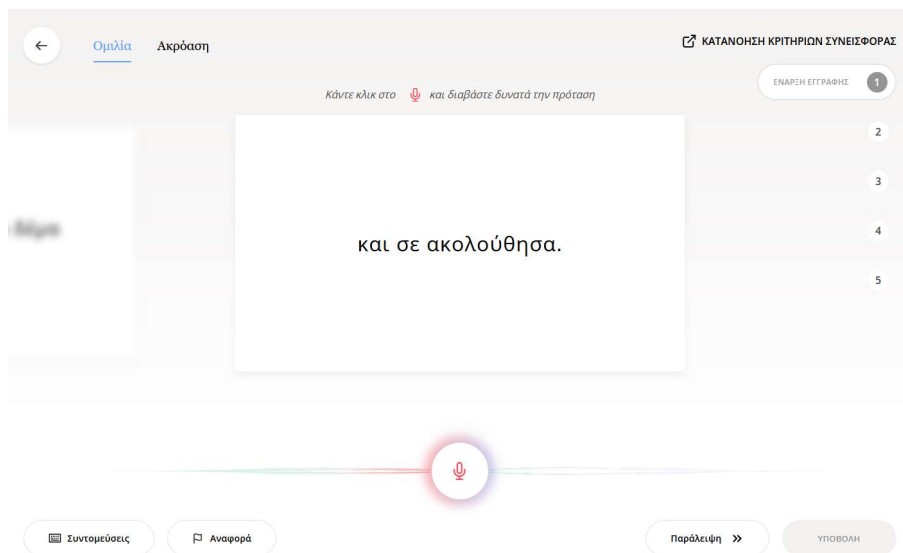 Ομιλία Ακρόαση
ΚΑΤΑΝΟΗΣΗ ΚΡΙΤΗΡΙΩΝ ΣΥΝΕΙΣΦΟΡΑΣ
ΕΝΑΡΞΗ ΕΓΓΡΑΦΗΣ 1
Κάντε κλικ στο και διαβάστε δυνατά την πρόταση
2
3
δέμα
4
και σε ακολούθησα.
5
Συντομεύσεις Αναφορά Παράλειψη ΥΠΟΒΟΛΗ